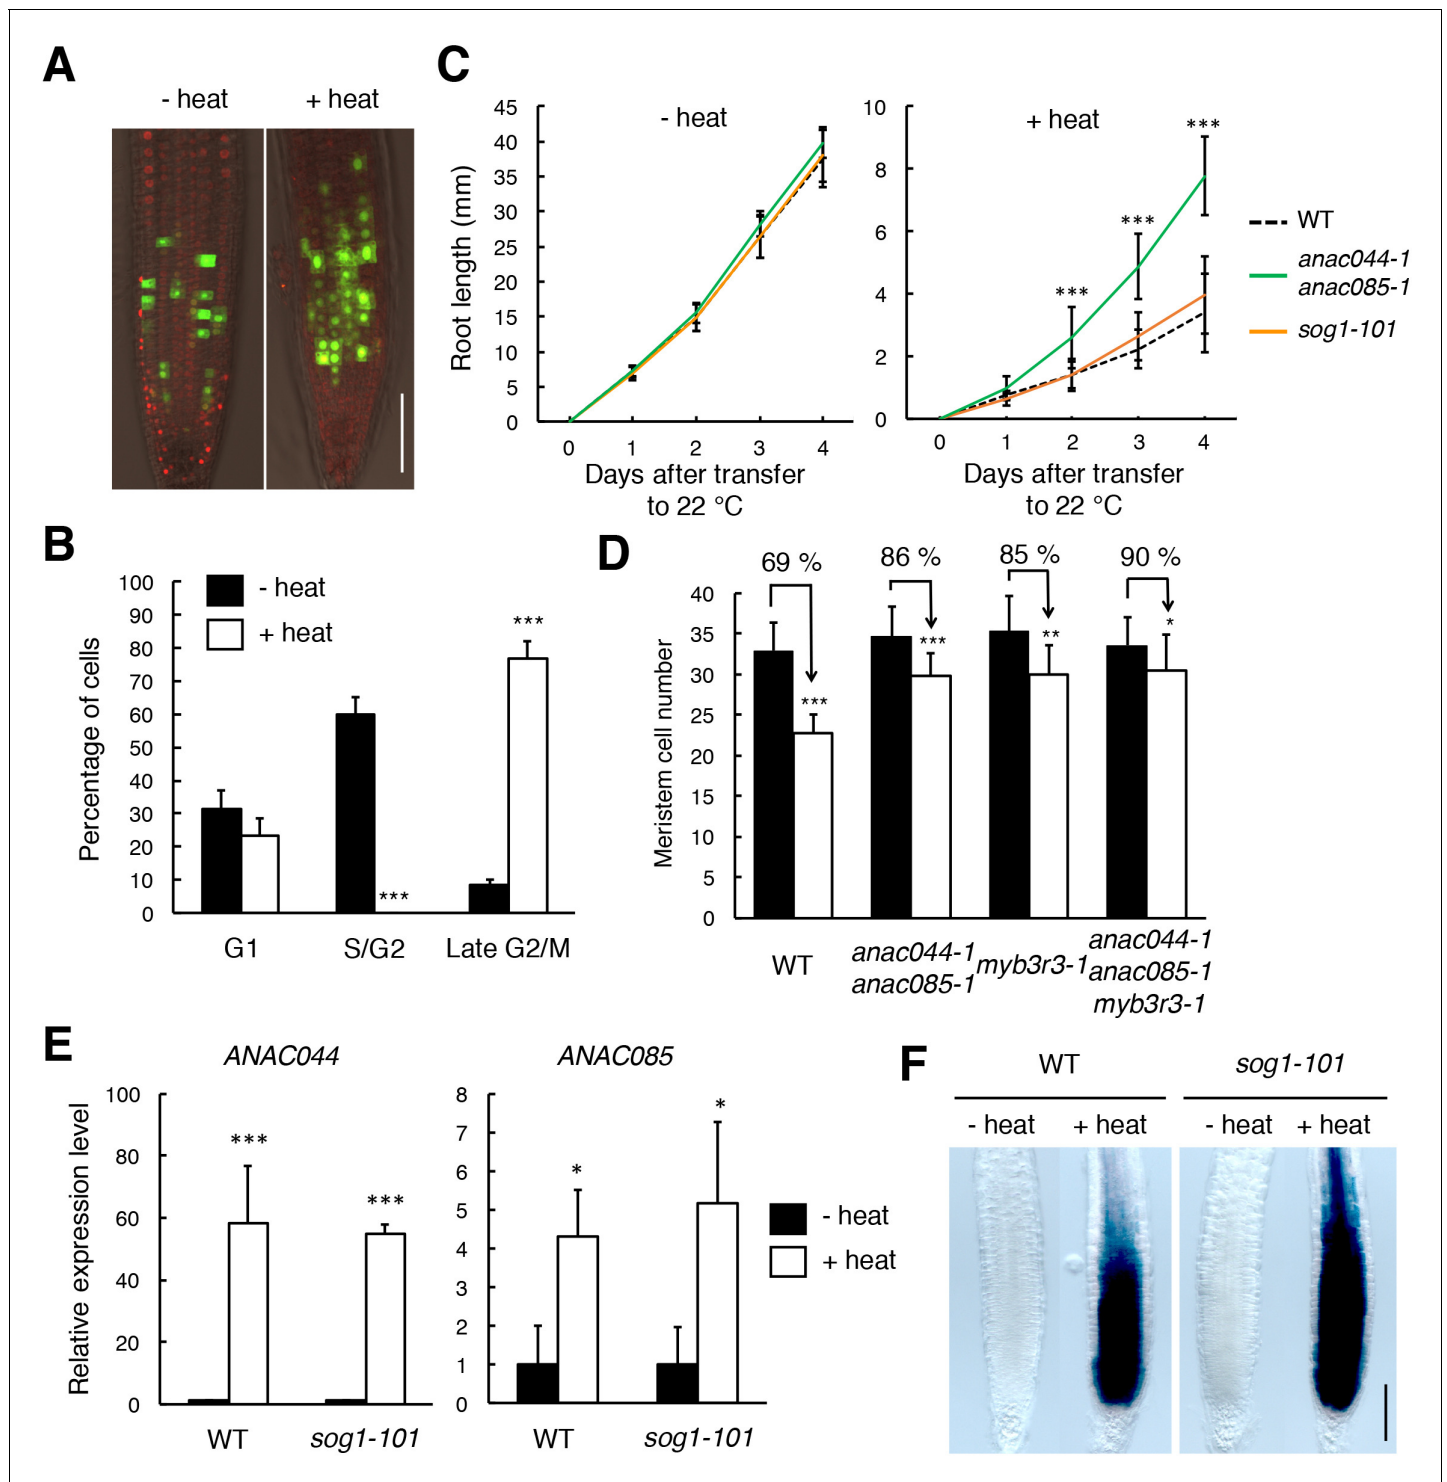 A
- heat
+ heat
C
Root length (mm)
45
40
35
30
25
20
15
10
5
0
- heat
0
1
2
3
4
Days after transfer
to 22 °C
10
8
6
4
2
0
+ heat
***
***
***
0
1
2
3
4
Days after transfer
to 22 °C
WT
anac044-1
anac085-1
sog1-101
B
Percentage of cells
100
90
80
70
60
50
40
30
20
10
0
- heat
+ heat
***
***
G1
S/G2
Late G2/M
D
Meristem cell number
40
35
30
25
20
15
10
5
0
69 %
86 %
85 %
90 %
***
***
**
*
WT
anac044-1
anac085-1
myb3r3-1
anac044-1
anac085-1
myb3r3-1
E
Relative expression level
ANAC044
100
80
60
40
20
0
***
***
WT
sog1-101
ANAC085
8
7
6
5
4
3
2
1
0
*
*
WT
sog1-101
- heat
+ heat
F
WT
sog1-101
- heat
+ heat
- heat
+ heat